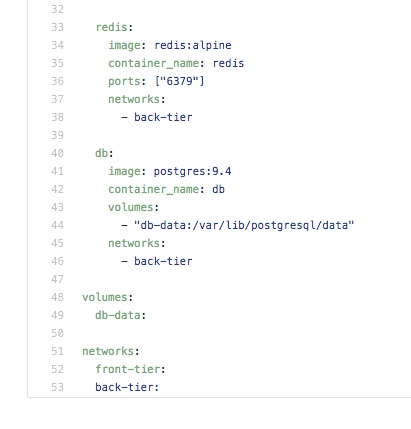 32
33 redis:
34 image: redis:alpine
35 container_name: redis
36 ports: ["6379"]
37 networks:
38 - back-tier
39
40 db:
41 image: postgres:9.4
42 container_name: db
43 volumes:
44 - "db-data:/var/lib/postgresql/data"
45 networks:
46 - back-tier
47
48 volumes:
49 db-data:
50
51 networks:
52 front-tier:
53 back-tier: